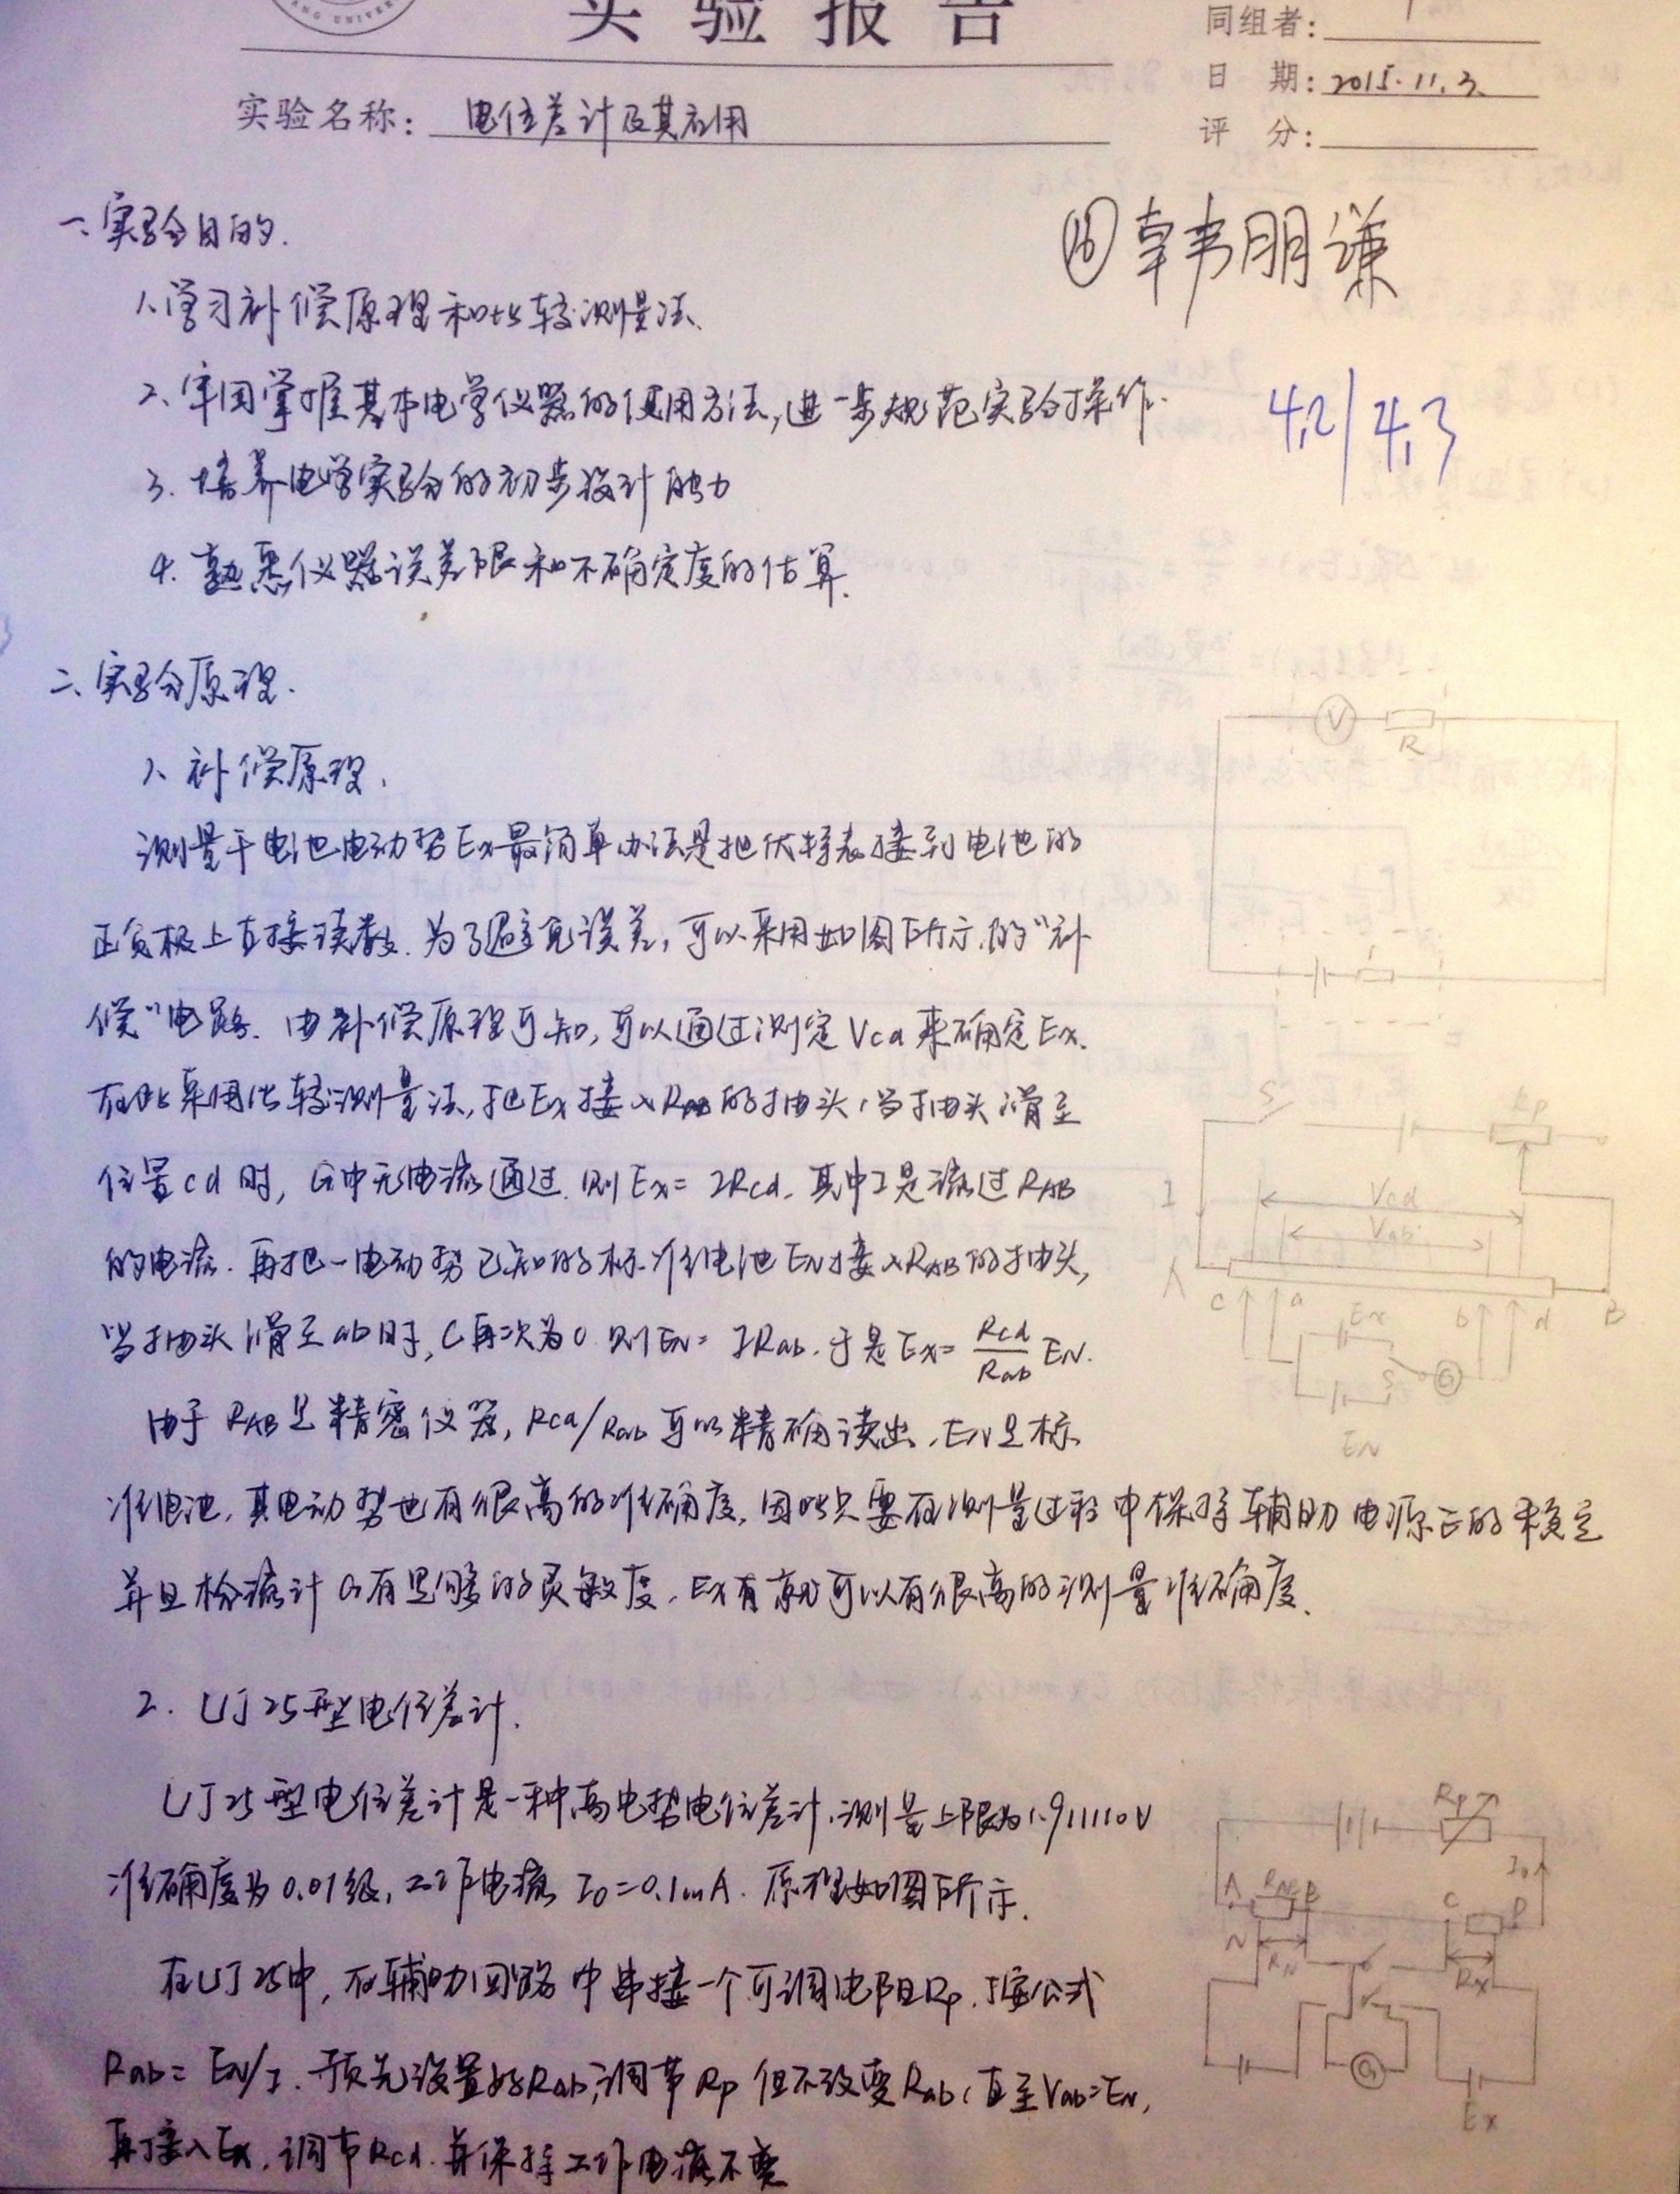 实验报告
同组者:
日 期: 2015.11.3.
评 分:
实验名称: 电位差计及其应用
⑯韩朋谦
一、实验目的.
1.学习补偿原理和比较测量法.
2.牢固掌握基本电学仪器的使用方法,进一步规范实验操作.
4.2/4.3
3.培养电学实验的初步设计能力
4.熟悉仪器误差限和不确定度的估算.
二、实验原理.
1、补偿原理.
测量干电池电动势Ex最简单办法是把伏特表接到电池的
正负极上直接读数.为了避免误差,可以采用如图所示的"补
偿"电路.由补偿原理可知,可以通过测定Vcd来确定Ex.
在此采用比较测量法,把Ex接入RAB的抽头,当抽头滑至
位置cd时,G中无电流通过.则Ex=IRcd.其中I是流过RAB
的电流.再把一电动势已知的标准电池EN接入RAB的抽头,
当抽头滑至ab时,G再次为0.则EN=IRab.于是Ex=Rcd/Rab EN.
由于RAB是精密仪器,Rcd/Rab可以精确读出,EN是标
准电池,其电动势也有很高的准确度,因此只要在测量过程中保持辅助电源E的稳定
并且检流计G有足够的灵敏度,Ex有就可以有很高的测量准确度.
2.UJ25型电位差计.
UJ25型电位差计是一种高电势电位差计,测量上限为1.911110V
准确度为0.01级,工作电流I0=0.1mA.原理如图所示.
在UJ25中,在辅助回路中串接一个可调电阻Rp.按公式
Rab=EN/I.预先设置好Rab,调节Rp但不改变Rab,直至Vab=EN,
再接入Ex,调节Rcd.并保持工作电流不变
V
R
r
S
Rp
I
Vcd
Vab
A
B
c
a
Ex
b
d
S
G
EN
Rp
I0
A
RNP
B
C
D
N
RN
Rx
G
Ex